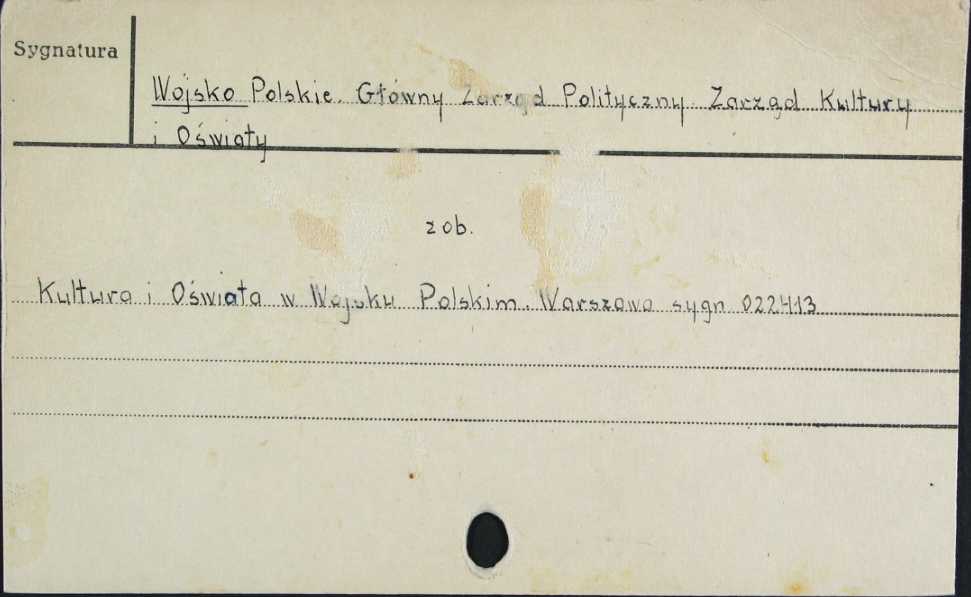 Sygnatura
Wojsko Polskie. Główny Zarząd Polityczny Zarząd Kultury
i Oświaty
zob.
Kultura i Oświata w Wojsku Polskim. Warszawa sygn 022413